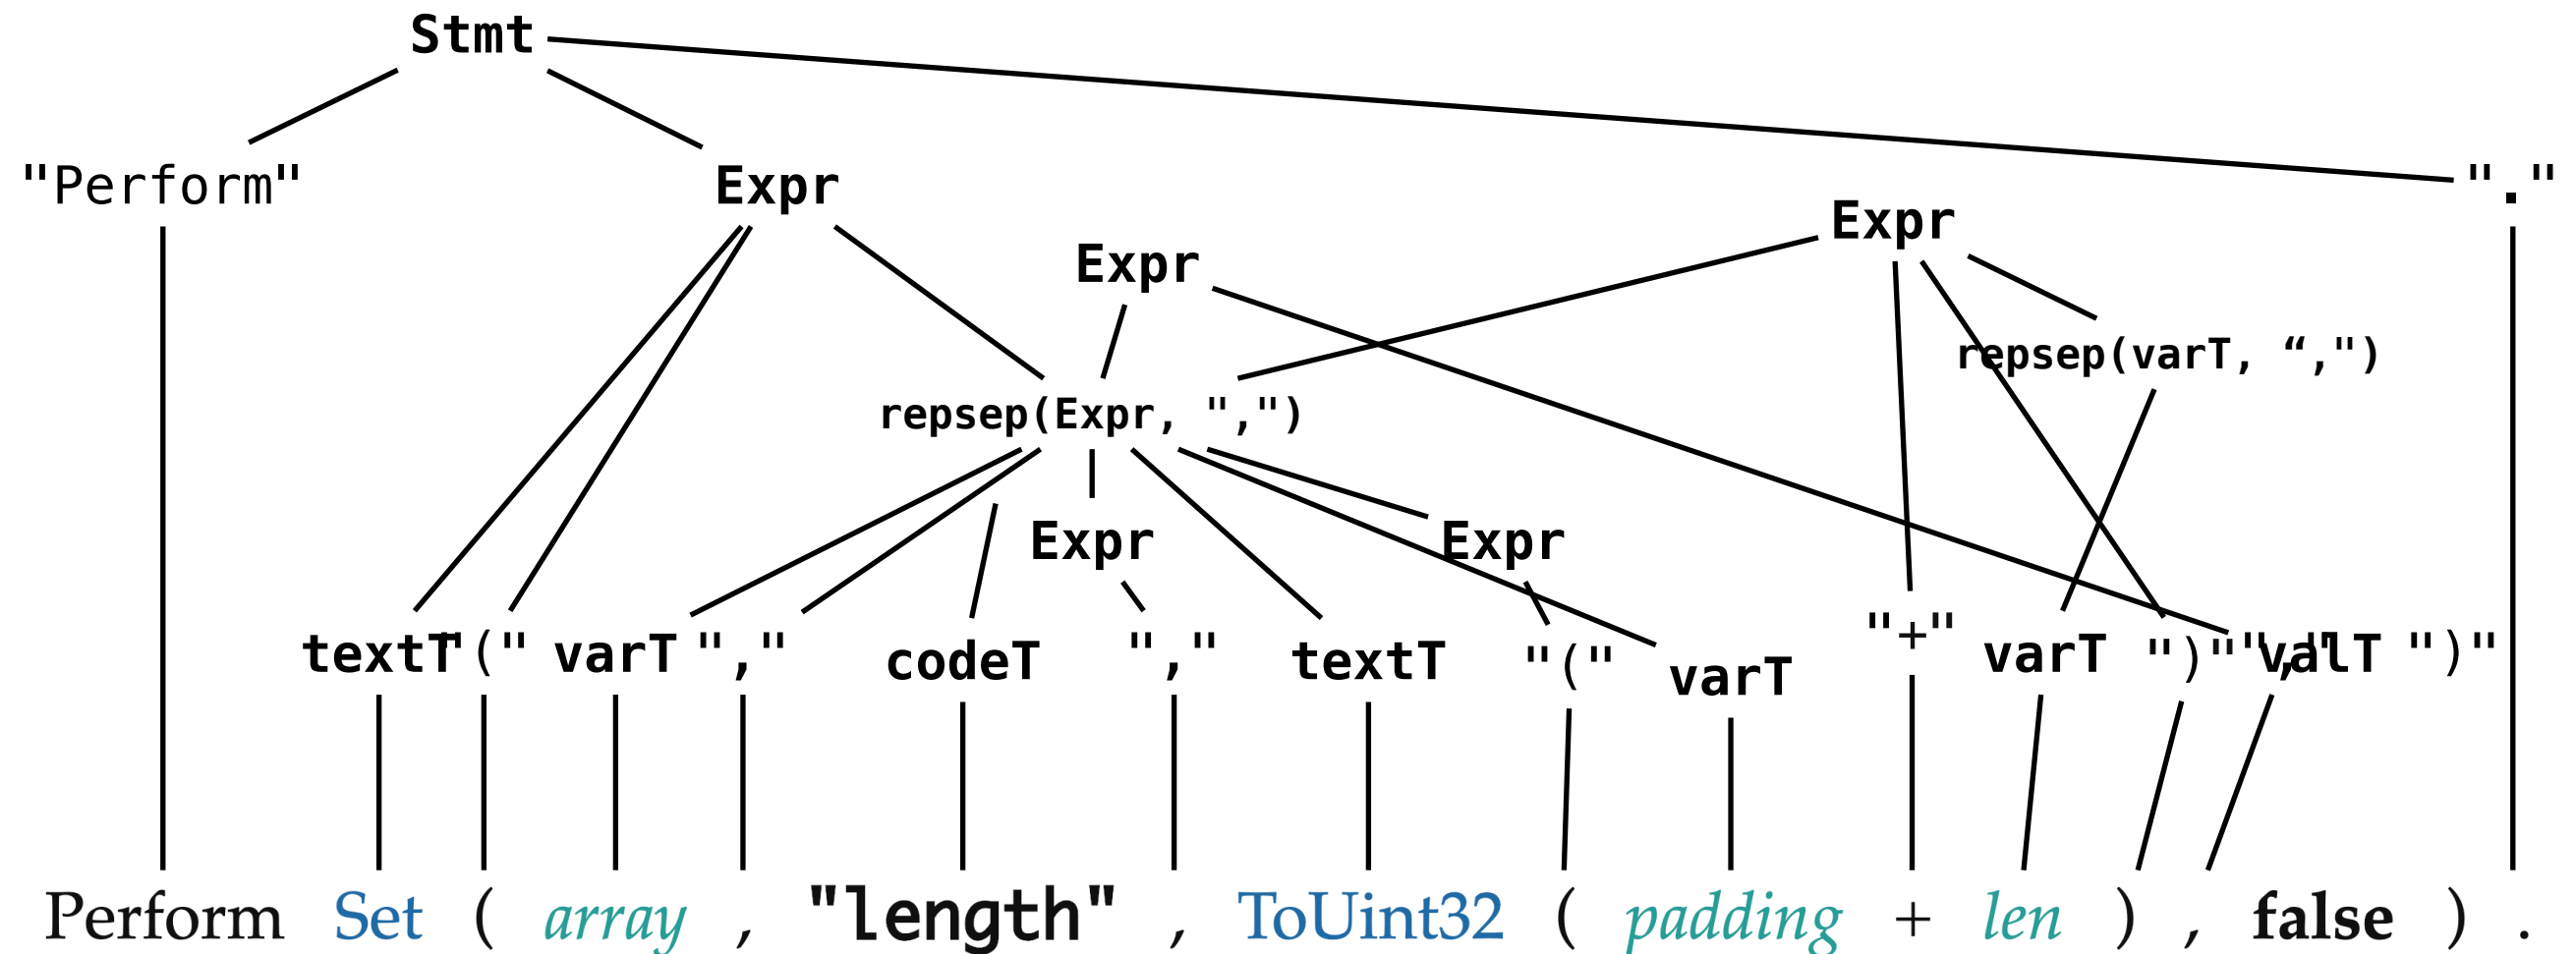 Stmt
"Perform" Expr Expr Expr "."
repsep(varT, “,")
repsep(Expr, ",")
Expr Expr
textT "(" varT "," codeT "," textT "(" varT "+" varT ")" "," valT ")"
Perform Set ( array , "length" , ToUint32 ( padding + len ) , false ) .